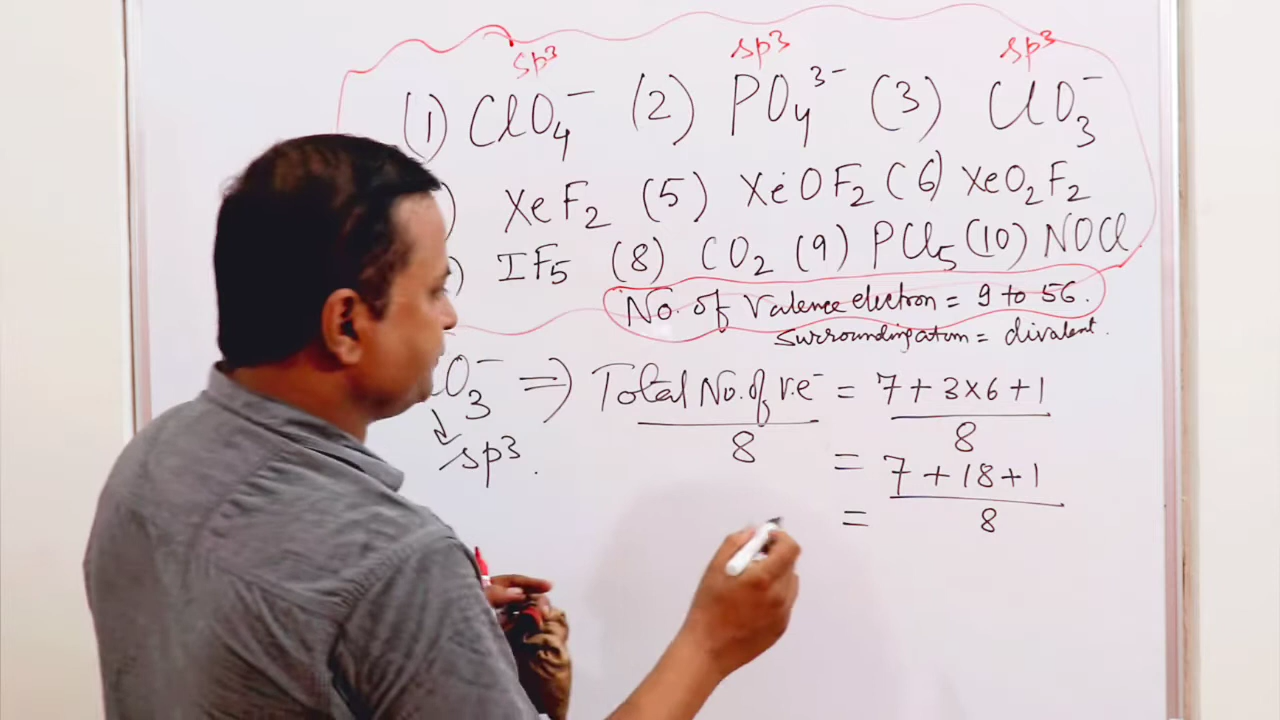 sp³ sp³ sp³
(1) ClO₄⁻ (2) PO₄³⁻ (3) ClO₃⁻
) XeF₂ (5) XeOF₂ (6) XeO₂F₂
) IF₅ (8) CO₂ (9) PCl₅ (10) NOCl
No. of Valence electron = 9 to 56.
Surrounding atom = divalent.
O₃⁻ => Total No. of v.e⁻ / 8 = 7 + 3×6 + 1 / 8
sp³.
= 7 + 18 + 1 / 8
=